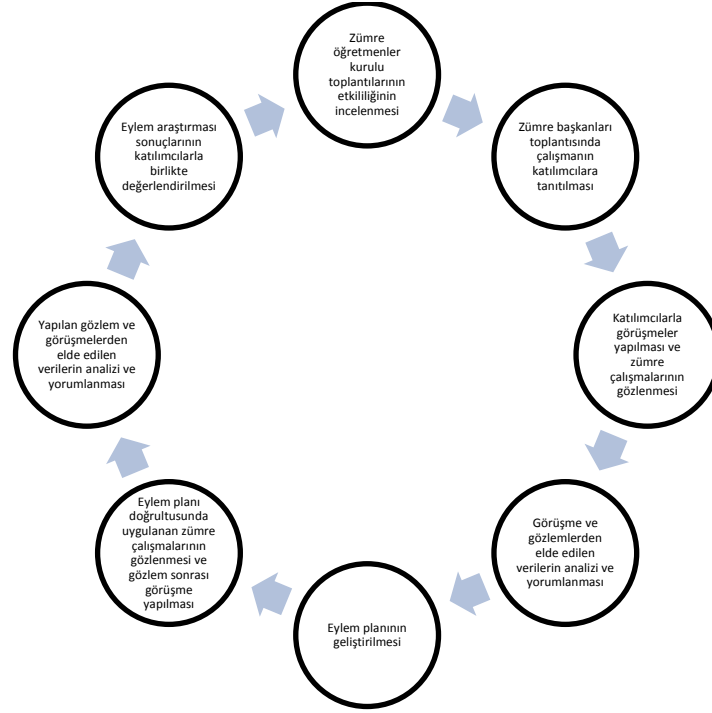 Zümre
öğretmenler
kurulu
toplantılarının
etkililiğinin
incelenmesi
Zümre başkanları
toplantısında
çalışmanın
katılımcılara
tanıtılması
Katılımcılarla
görüşmeler
yapılması ve
zümre
çalışmalarının
gözlenmesi
Görüşme ve
gözlemlerden
elde edilen
verilerin analizi ve
yorumlanması
Eylem planının
geliştirilmesi
Eylem planı
doğrultusunda
uygulanan zümre
çalışmalarının
gözlenmesi ve
gözlem sonrası
görüşme
yapılması
Yapılan gözlem ve
görüşmelerden
elde edilen
verilerin analizi ve
yorumlanması
Eylem araştırması
sonuçlarının
katılımcılarla
birlikte
değerlendirilmesi